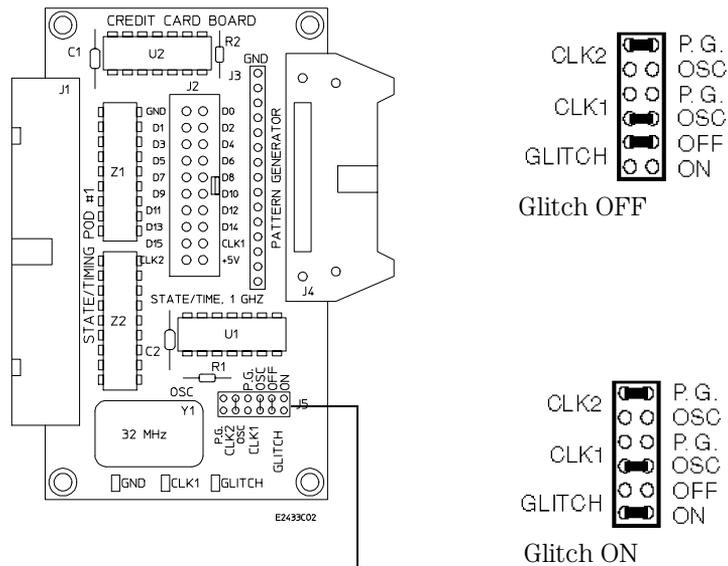 CREDIT CARD BOARD
C1
U2
R2
J3
GND
J1
J2
GND D0
D1 D2
D3 D4
D5 D6
D7 D8
D9 D10
D11 D12
D13 D14
D15 CLK1
CLK2 +5V
Z1
Z2
STATE/TIMING POD #1
PATTERN GENERATOR
J4
STATE/TIME, 1 GHZ
U1
C2
R1
OSC
Y1
32 MHz
P.G.
OSC
OFF
ON
J5
P.G.
CLK2
OSC
CLK1
GLITCH
GND
CLK1
GLITCH
E2433C02
CLK2
P.G.
OSC
CLK1
P.G.
OSC
GLITCH
OFF
ON
Glitch OFF
CLK2
P.G.
OSC
CLK1
P.G.
OSC
GLITCH
OFF
ON
Glitch ON